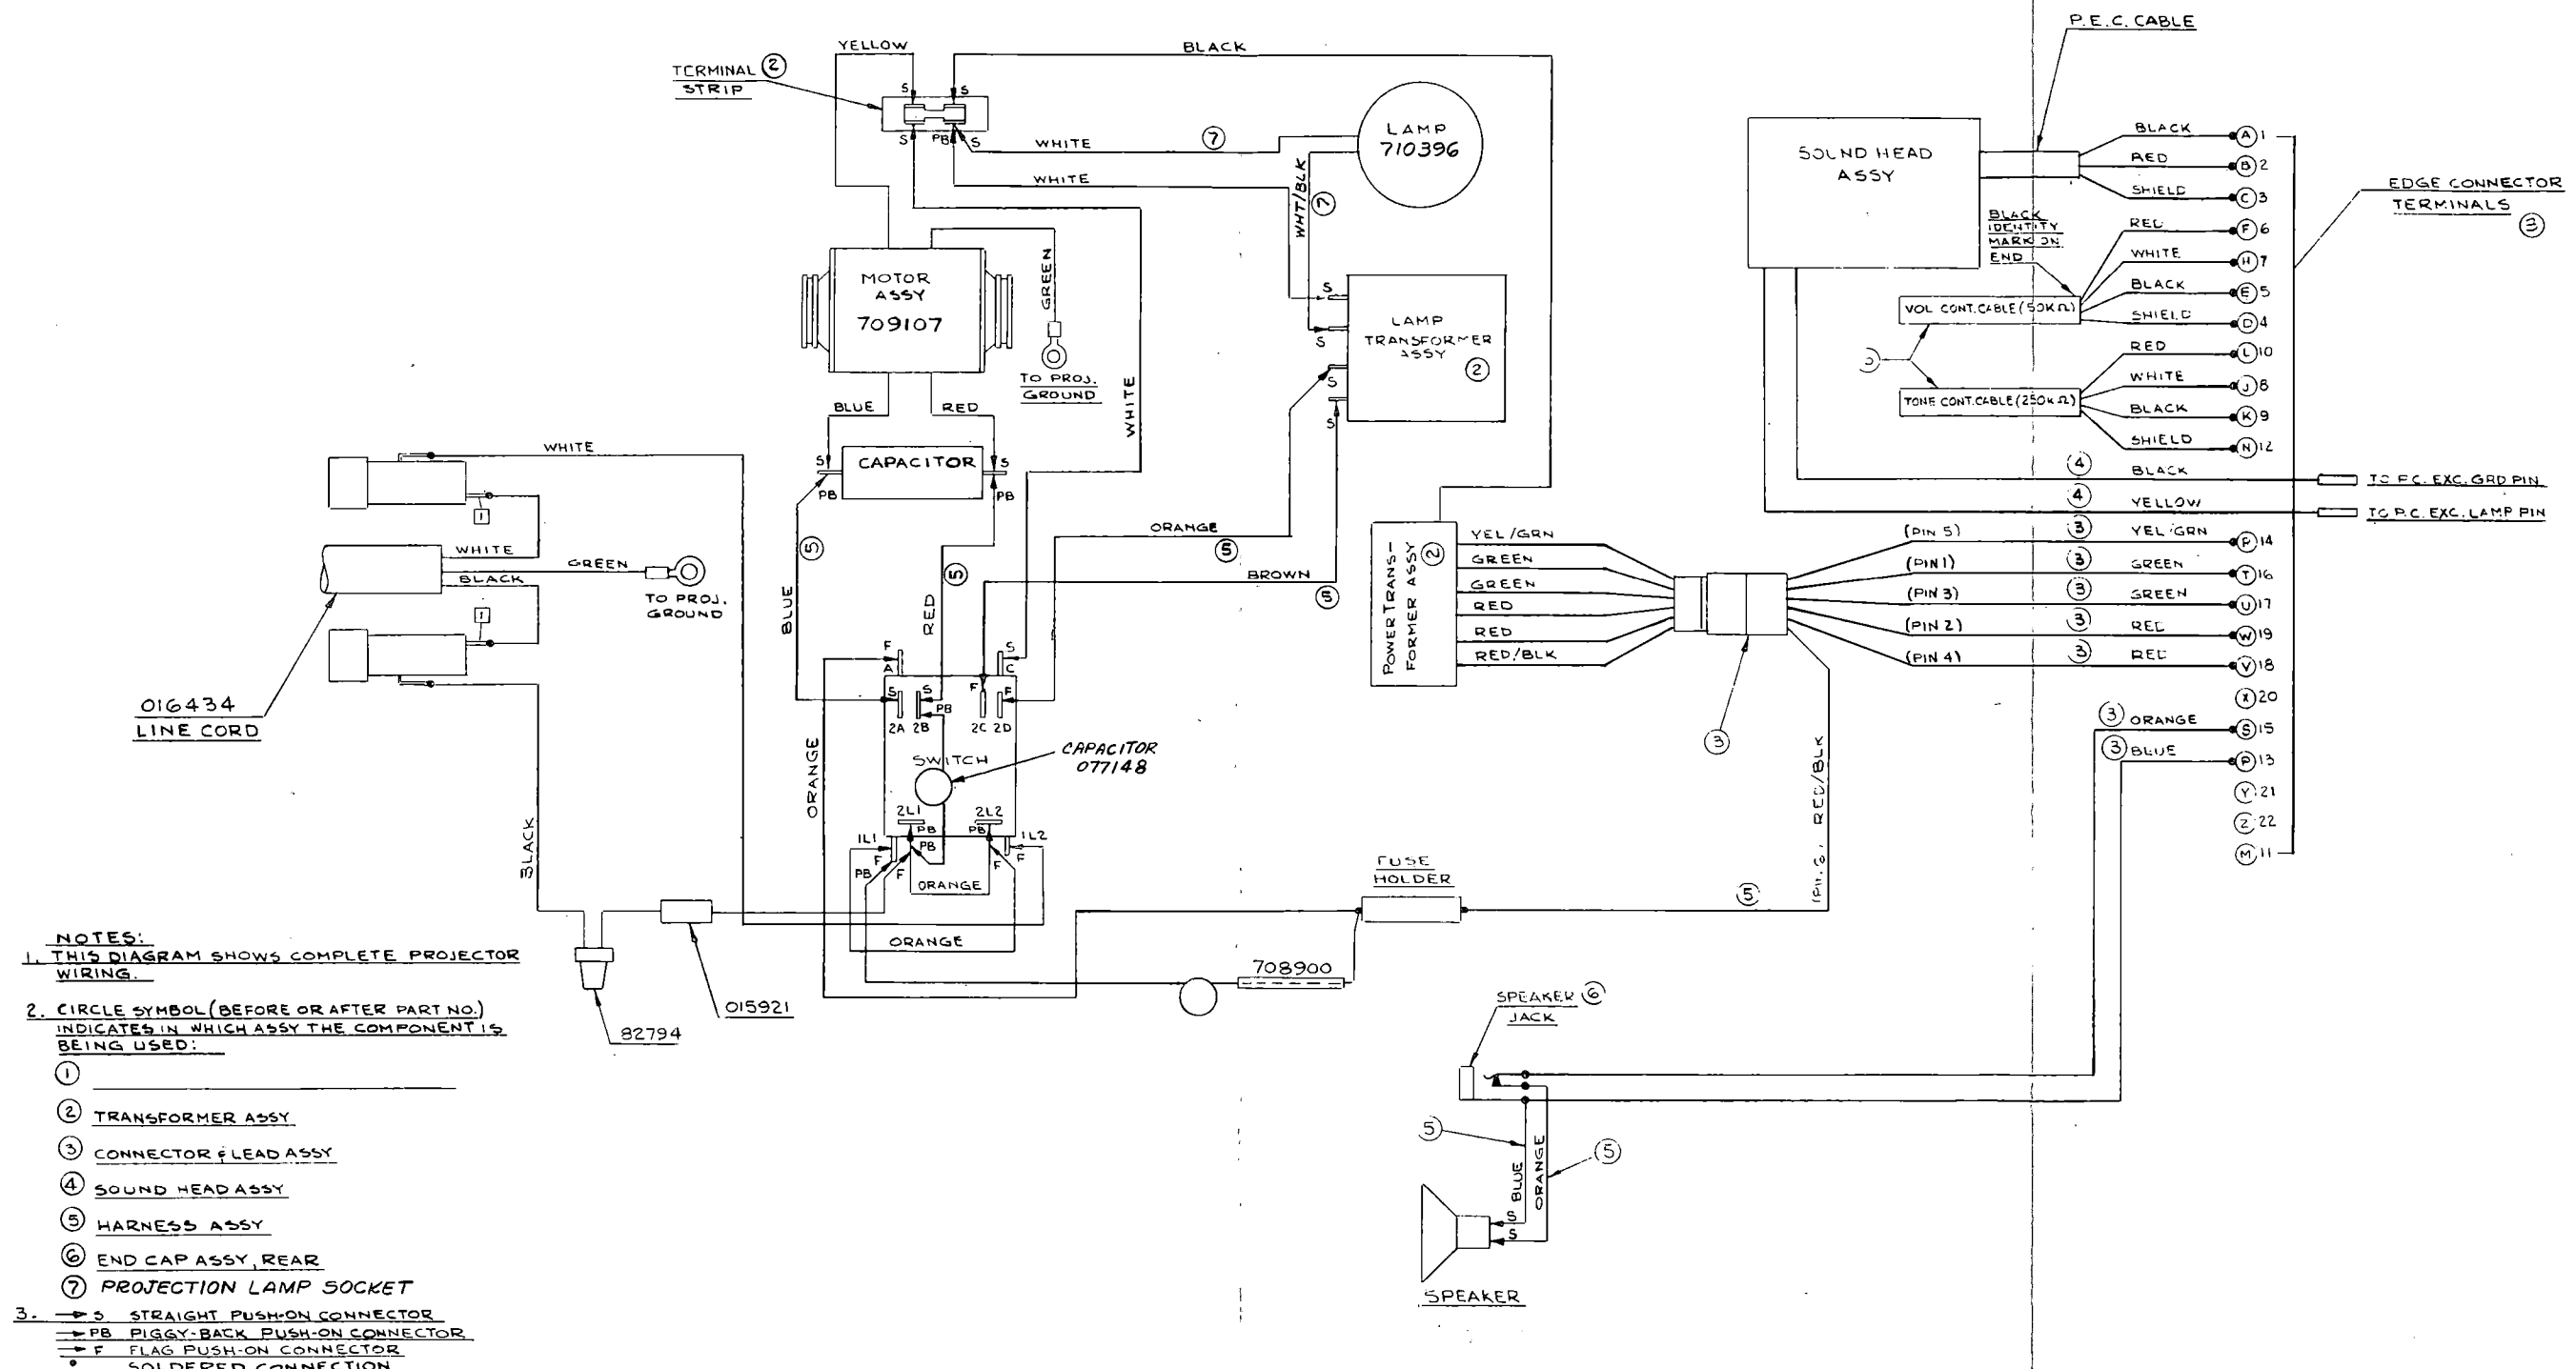 P.E.C. CABLE
YELLOW
BLACK
TERMINAL 2
STRIP
S
S
S
PB
S
WHITE
7
WHITE
LAMP
710396
WHT/BLK
7
SOUND HEAD
ASSY
BLACK
A 1
RED
B 2
SHIELD
C 3
EDGE CONNECTOR
TERMINALS
3
BLACK
IDENTITY
MARK ON
END
RED
F 6
WHITE
H 7
BLACK
E 5
SHIELD
D 4
VOL CONT. CABLE (50KΩ)
RED
L 10
WHITE
J 8
BLACK
K 9
SHIELD
N 12
TONE CONT. CABLE (250KΩ)
4
BLACK
TO P.C. EXC. GRD PIN
4
YELLOW
TO P.C. EXC. LAMP PIN
MOTOR
ASSY
709107
GREEN
TO PROJ.
GROUND
WHITE
S
S
S
S
LAMP
TRANSFORMER
ASSY
2
BLUE
RED
S
CAPACITOR
S
PB
PB
WHITE
1
WHITE
GREEN
BLACK
TO PROJ.
GROUND
1
016434
LINE CORD
5
BLUE
5
RED
ORANGE
5
BROWN
5
POWER TRANS-
FORMER ASSY
2
YEL/GRN
GREEN
GREEN
RED
RED
RED/BLK
3
(PIN 5)
3
YEL/GRN
14
(PIN 1)
3
GREEN
T 16
(PIN 3)
3
GREEN
U 17
(PIN 2)
3
RED
W 19
(PIN 4)
3
RED
V 18
X 20
3
ORANGE
S 15
3
BLUE
P 13
Y 21
Z 22
M 11
F
A
S
C
S
S
PB
F
F
2A
2B
2C
2D
SWITCH
CAPACITOR
077148
ORANGE
2L1
2L2
PB
PB
1L1
1L2
PB
F
F
PB
F
F
ORANGE
ORANGE
BLACK
82794
015921
708900
FUSE
HOLDER
5
RED/BLK
SPEAKER 6
JACK
5
BLUE
ORANGE
5
S
S
SPEAKER
NOTES:
1. THIS DIAGRAM SHOWS COMPLETE PROJECTOR
WIRING.
2. CIRCLE SYMBOL (BEFORE OR AFTER PART NO.)
INDICATES IN WHICH ASSY THE COMPONENT IS
BEING USED:
1
2 TRANSFORMER ASSY
3 CONNECTOR & LEAD ASSY
4 SOUND HEAD ASSY
5 HARNESS ASSY
6 END CAP ASSY, REAR
7 PROJECTION LAMP SOCKET
3. S STRAIGHT PUSH-ON CONNECTOR
PB PIGGY-BACK PUSH-ON CONNECTOR
F FLAG PUSH-ON CONNECTOR
SOLDERED CONNECTION